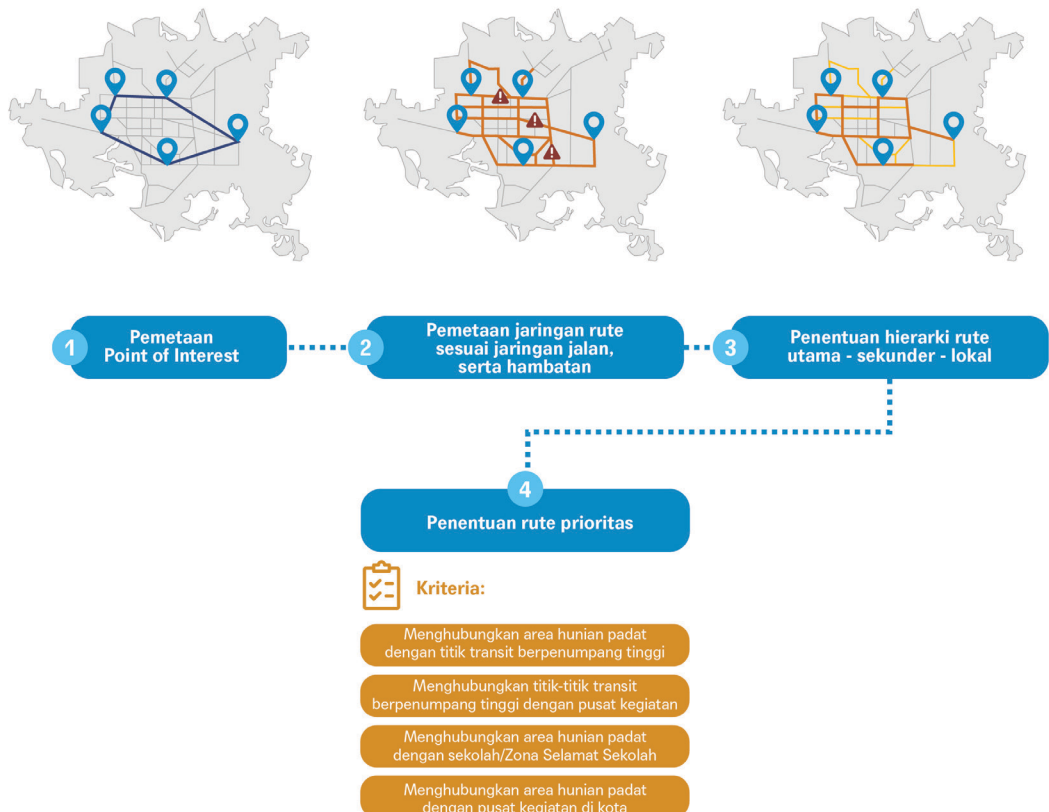 1
Pemetaan
Point of Interest
2
Pemetaan jaringan rute
sesuai jaringan jalan,
serta hambatan
3
Penentuan hierarki rute
utama - sekunder - lokal
4
Penentuan rute prioritas
Kriteria:
Menghubungkan area hunian padat
dengan titik transit berpenumpang tinggi
Menghubungkan titik-titik transit
berpenumpang tinggi dengan pusat kegiatan
Menghubungkan area hunian padat
dengan sekolah/Zona Selamat Sekolah
Menghubungkan area hunian padat
dengan pusat kegiatan di kota